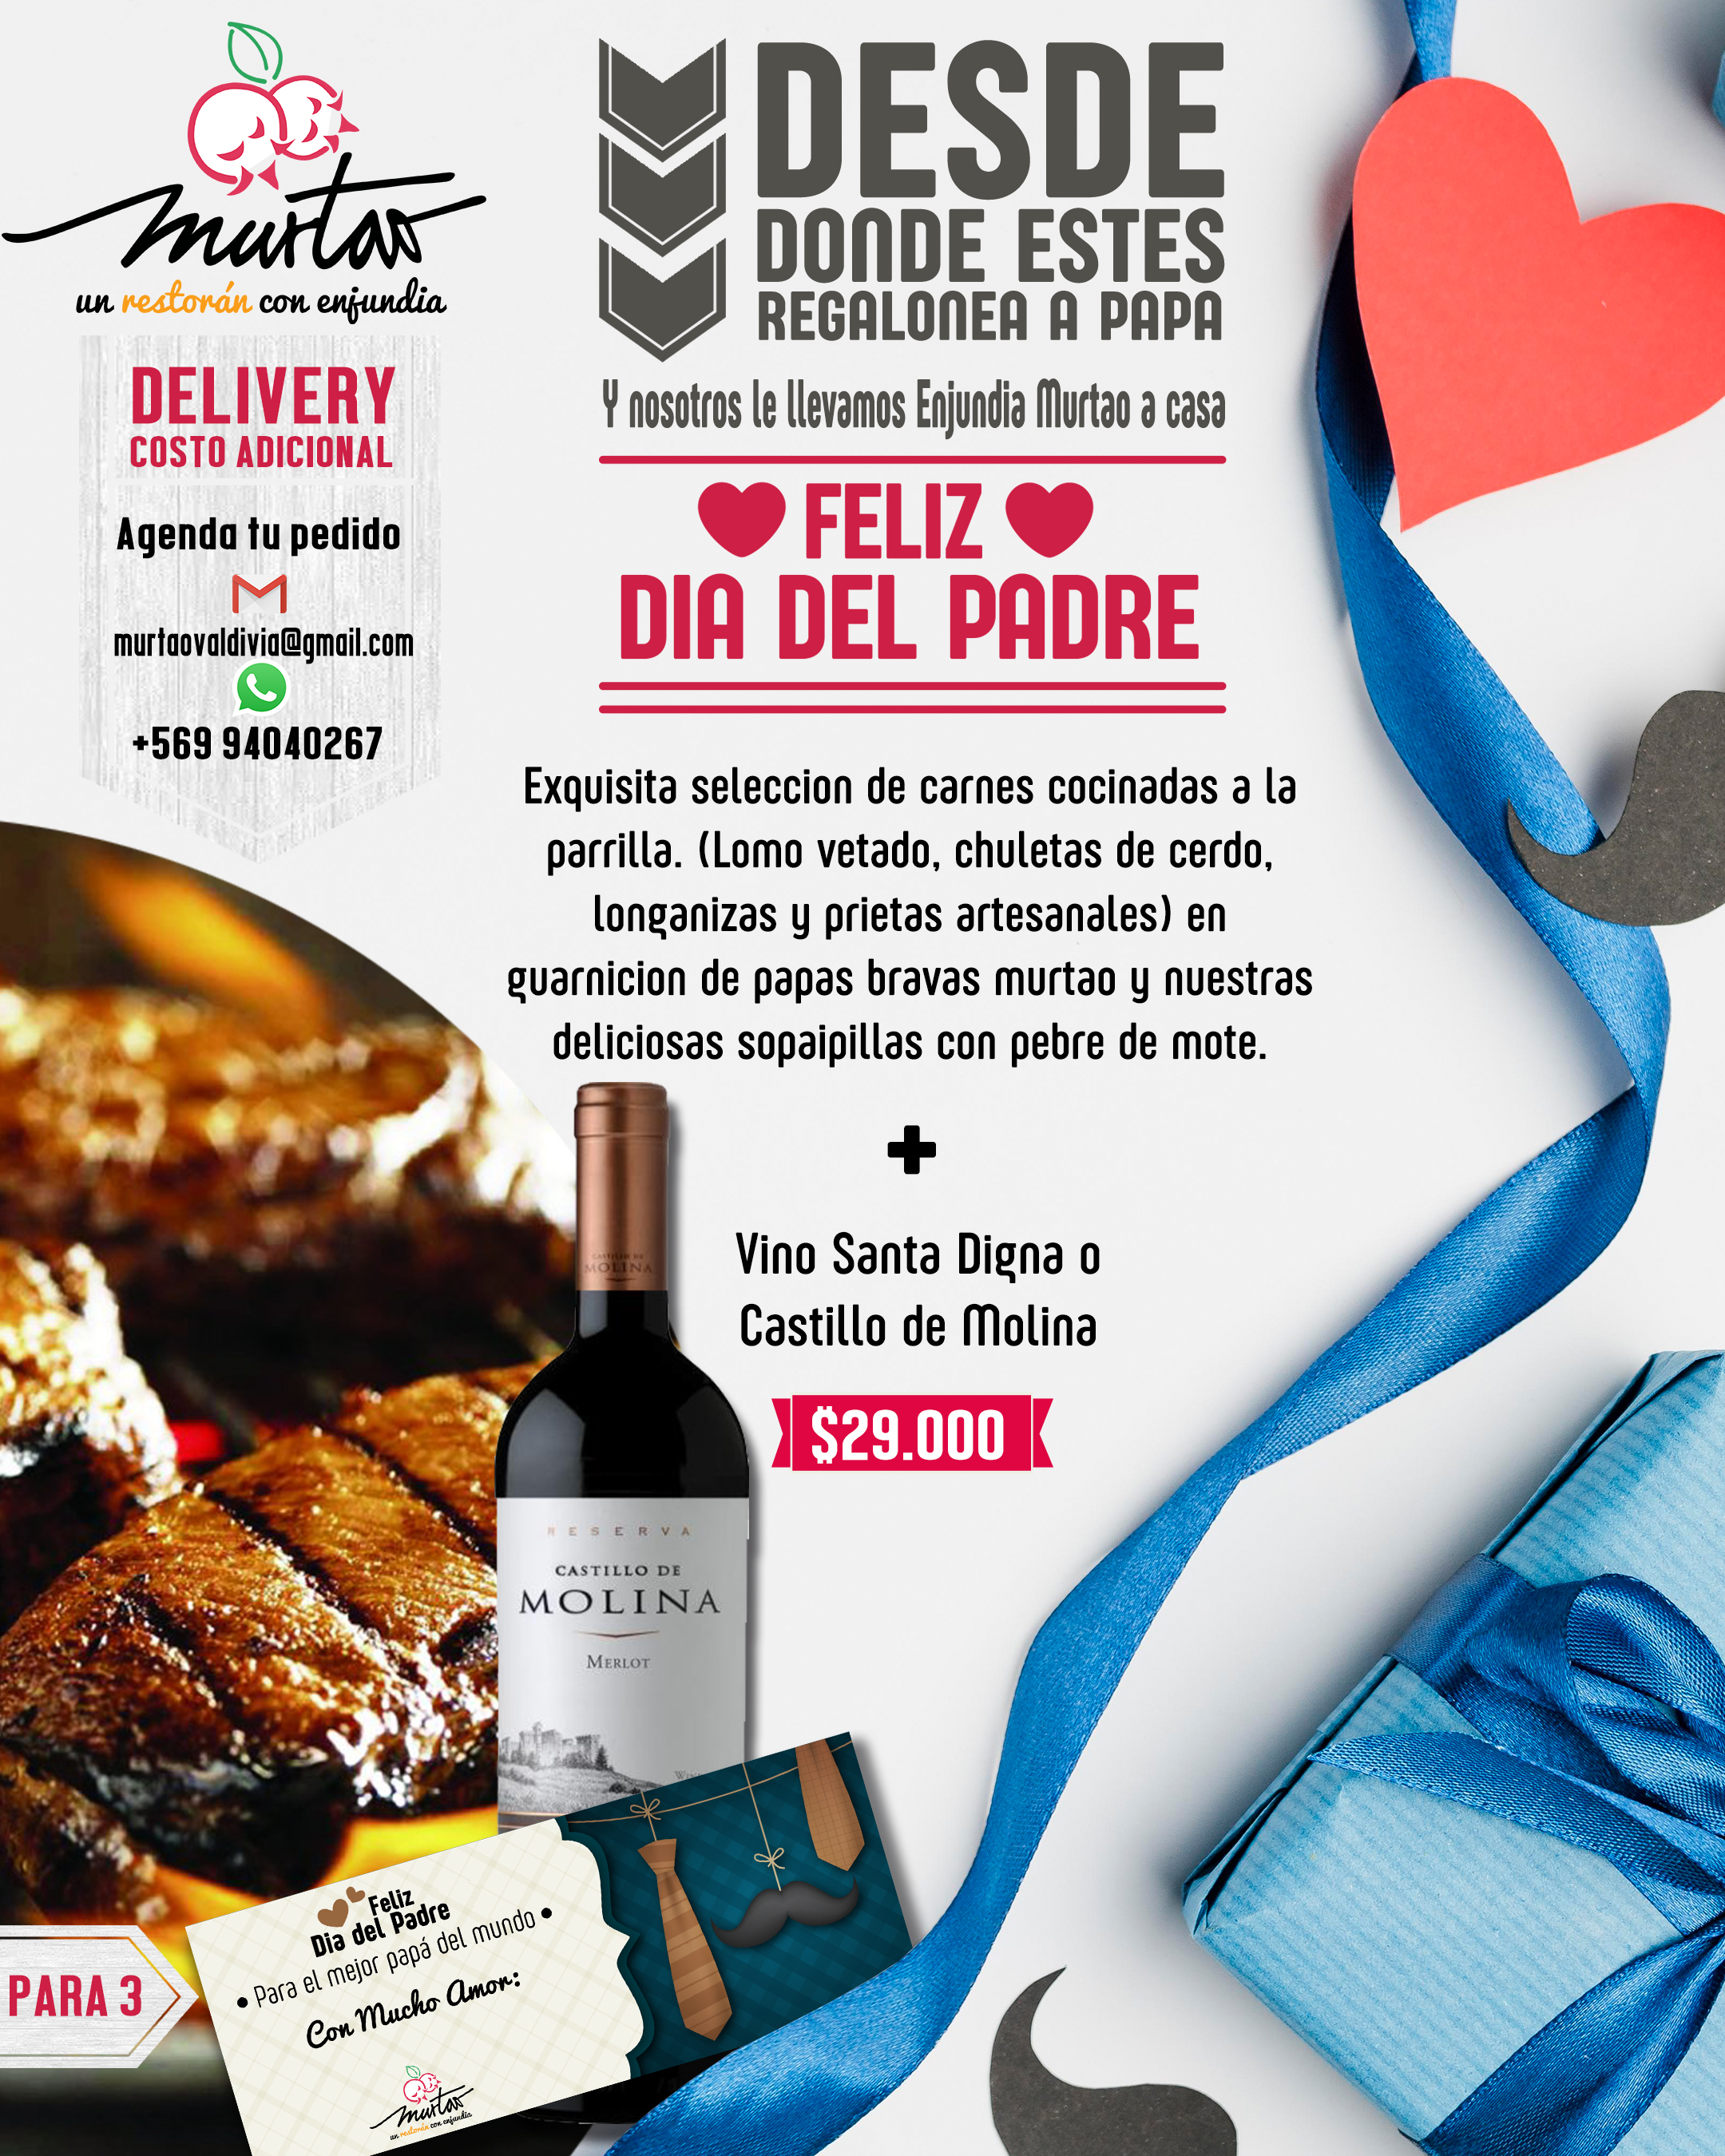 murtao
un restorán con enjundia
DELIVERY
COSTO ADICIONAL
Agenda tu pedido
murtaovaldivia@gmail.com
+569 94040267
DESDE
DONDE ESTES
REGALONEA A PAPA
Y nosotros le llevamos Enjundia Murtao a casa
FELIZ
DIA DEL PADRE
Exquisita seleccion de carnes cocinadas a la
parrilla. (Lomo vetado, chuletas de cerdo,
longanizas y prietas artesanales) en
guarnicion de papas bravas murtao y nuestras
deliciosas sopaipillas con pebre de mote.
+
Vino Santa Digna o
Castillo de Molina
$29.000
CASTILLO DE
MOLINA
RESERVA
CASTILLO DE
MOLINA
MERLOT
PARA 3
Feliz
Dia del Padre
• Para el mejor papá del mundo •
Con Mucho Amor:
murtao
un restorán con enjundia